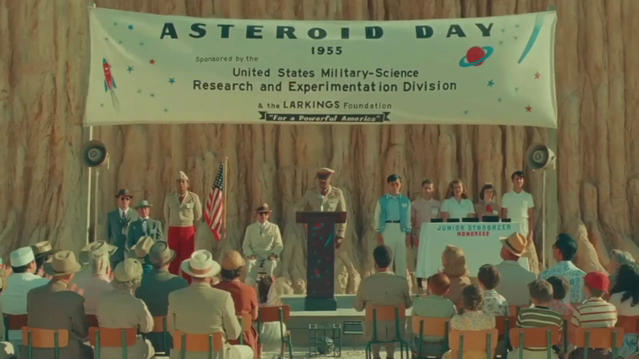 ASTEROID DAY
1955
Sponsored by the
United States Military-Science
Research and Experimentation Division
& the LARKINGS Foundation
"For a Powerful America"
JUNIOR STARGAZER
HONOREES